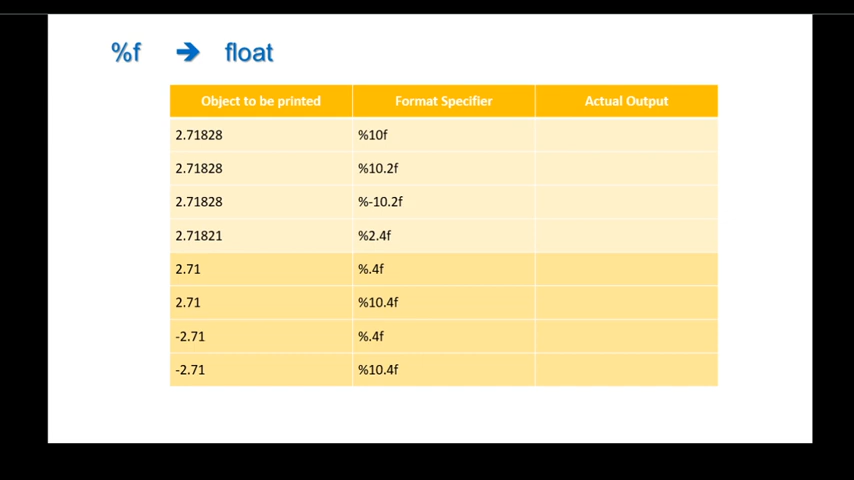 %f ➔ float
Object to be printed Format Specifier Actual Output
2.71828 %10f
2.71828 %10.2f
2.71828 %-10.2f
2.71821 %2.4f
2.71 %.4f
2.71 %10.4f
-2.71 %.4f
-2.71 %10.4f